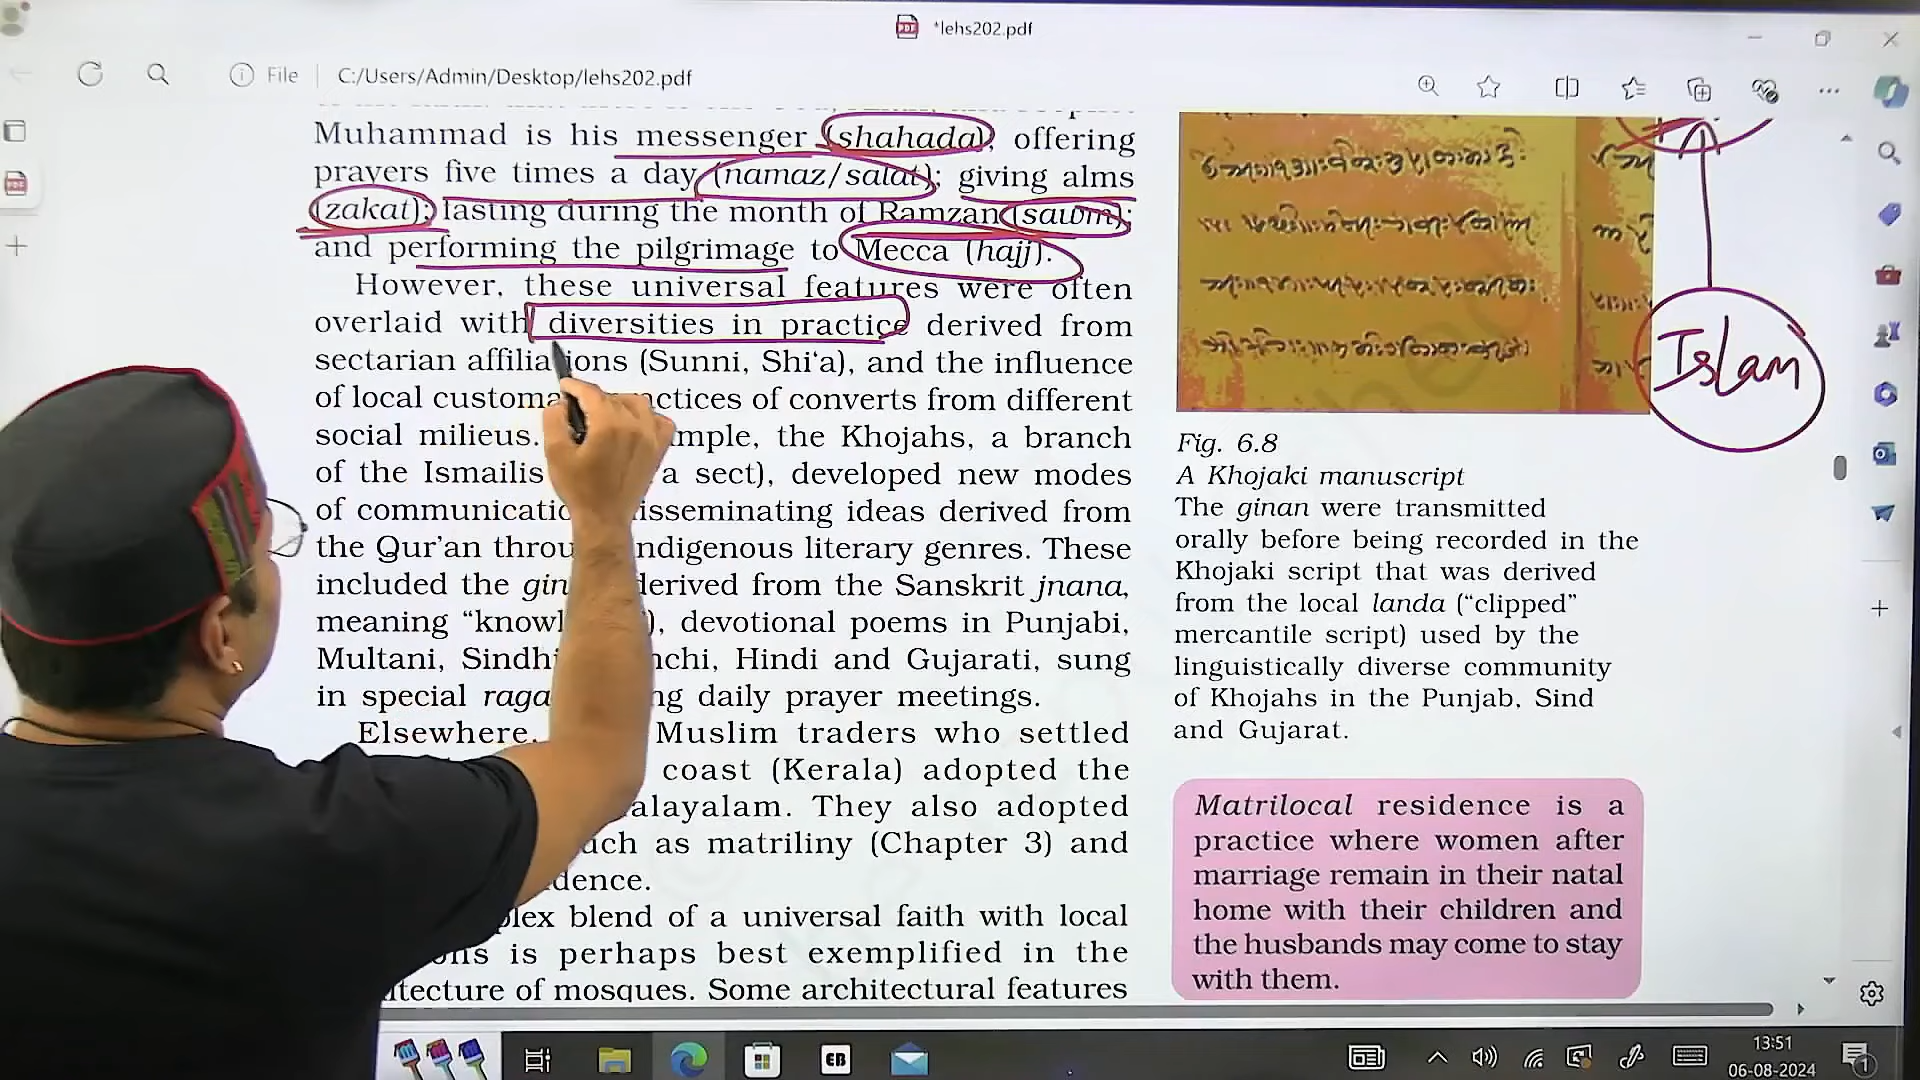 *lehs202.pdf
File
C:/Users/Admin/Desktop/lehs202.pdf
Muhammad is his messenger (shahada); offering
prayers five times a day (namaz/salat); giving alms
(zakat); fasting during the month of Ramzan (sawm);
and performing the pilgrimage to Mecca (hajj).
However, these universal features were often
overlaid with diversities in practice derived from
sectarian affiliations (Sunni, Shi'a), and the influence
of local customa ctices of converts from different
social milieus. mple, the Khojahs, a branch
of the Ismailis a sect), developed new modes
of communicatio isseminating ideas derived from
the Qur'an throu ndigenous literary genres. These
included the gin derived from the Sanskrit jnana,
meaning "knowl "), devotional poems in Punjabi,
Multani, Sindhi nchi, Hindi and Gujarati, sung
in special raga ng daily prayer meetings.
Elsewhere, Muslim traders who settled
coast (Kerala) adopted the
alayalam. They also adopted
uch as matriliny (Chapter 3) and
dence.
plex blend of a universal faith with local
ons is perhaps best exemplified in the
itecture of mosques. Some architectural features
Islam
Fig. 6.8
A Khojaki manuscript
The ginan were transmitted
orally before being recorded in the
Khojaki script that was derived
from the local landa ("clipped"
mercantile script) used by the
linguistically diverse community
of Khojahs in the Punjab, Sind
and Gujarat.
Matrilocal residence is a
practice where women after
marriage remain in their natal
home with their children and
the husbands may come to stay
with them.
EB
13:51
06-08-2024
1